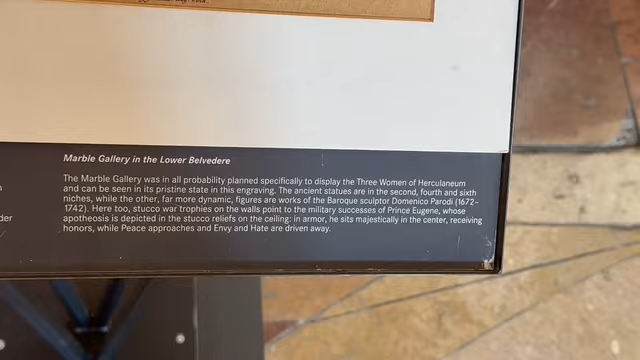 Marble Gallery in the Lower Belvedere
The Marble Gallery was in all probability planned specifically to display the Three Women of Herculaneum
and can be seen in its pristine state in this engraving. The ancient statues are in the second, fourth and sixth
niches, while the other, far more dynamic, figures are works of the Baroque sculptor Domenico Parodi (1672–
1742). Here too, stucco war trophies on the walls point to the military successes of Prince Eugene, whose
apotheosis is depicted in the stucco reliefs on the ceiling: in armor, he sits majestically in the center, receiving
honors, while Peace approaches and Envy and Hate are driven away.